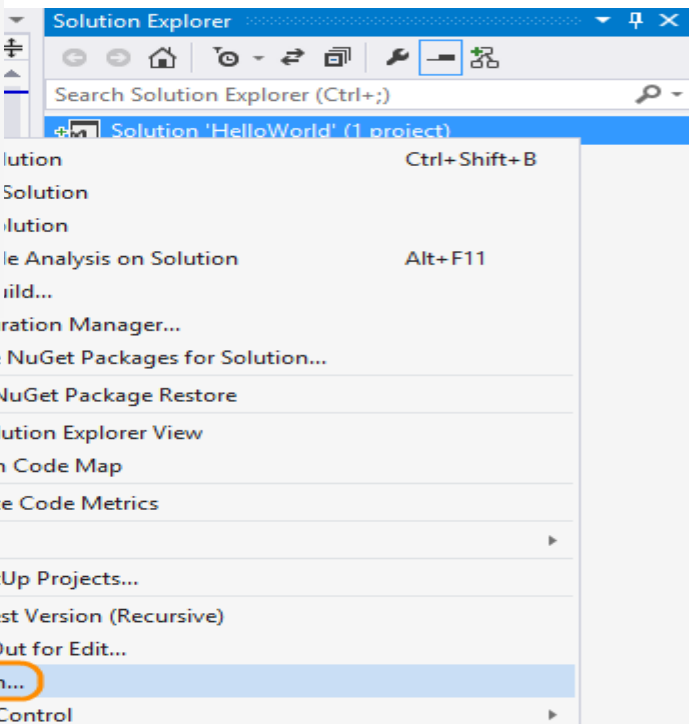 Solution Explorer
Search Solution Explorer (Ctrl+;)
Solution 'HelloWorld' (1 project)
lution Ctrl+Shift+B
Solution
olution
le Analysis on Solution Alt+F11
uild...
ration Manager...
NuGet Packages for Solution...
NuGet Package Restore
lution Explorer View
n Code Map
te Code Metrics
Up Projects...
st Version (Recursive)
Out for Edit...
n...
Control